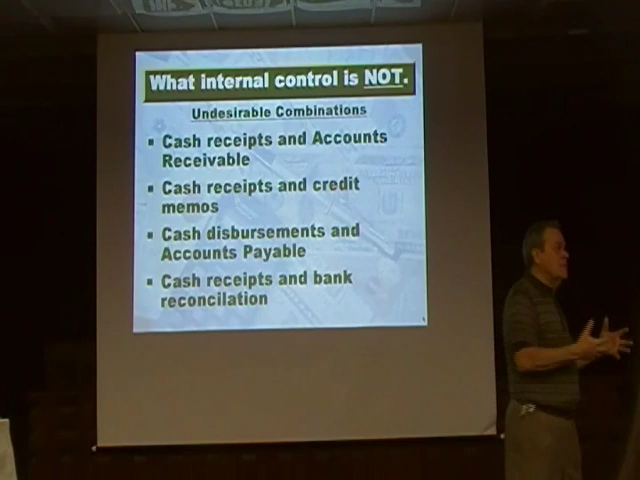 What internal control is NOT.
Undesirable Combinations
▪ Cash receipts and Accounts
Receivable
▪ Cash receipts and credit
memos
▪ Cash disbursements and
Accounts Payable
▪ Cash receipts and bank
reconcilation